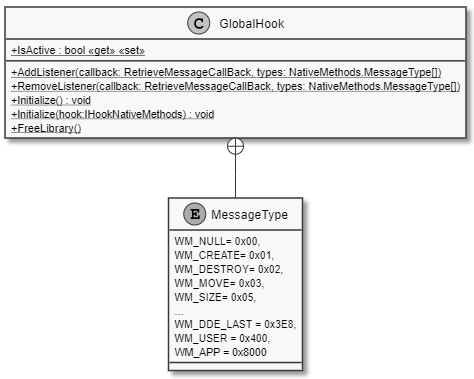 C GlobalHook
+IsActive : bool «get» «set»
+AddListener(callback: RetrieveMessageCallBack, types: NativeMethods.MessageType[])
+RemoveListener(callback: RetrieveMessageCallBack, types: NativeMethods.MessageType[])
+Initialize() : void
+Initialize(hook:IHookNativeMethods) : void
+FreeLibrary()
E MessageType
WM_NULL= 0x00,
WM_CREATE= 0x01,
WM_DESTROY= 0x02,
WM_MOVE= 0x03,
WM_SIZE= 0x05,
...
WM_DDE_LAST = 0x3E8,
WM_USER = 0x400,
WM_APP = 0x8000